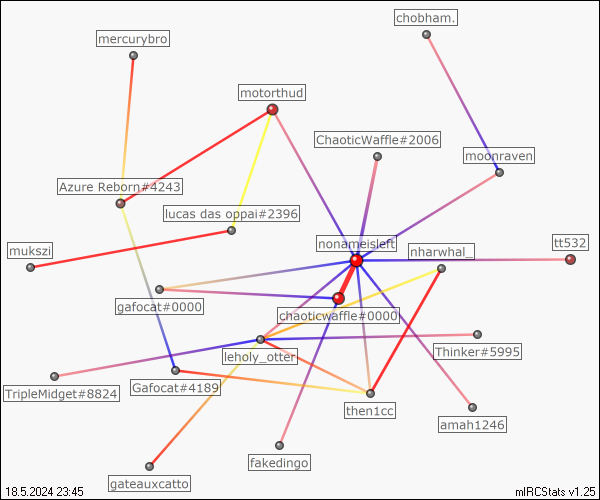 chobham.
mercurybro
motorthud
ChaoticWaffle#2006
moonraven
Azure Reborn#4243
lucas das oppai#2396
nonameisleft
nharwhal_
tt532
mukszi
gafocat#0000
chaoticwaffle#0000
leholy_otter
Thinker#5995
TripleMidget#8824
Gafocat#4189
then1cc
amah1246
fakedingo
gateauxcatto
18.5.2024 23:45
mIRCStats v1.25